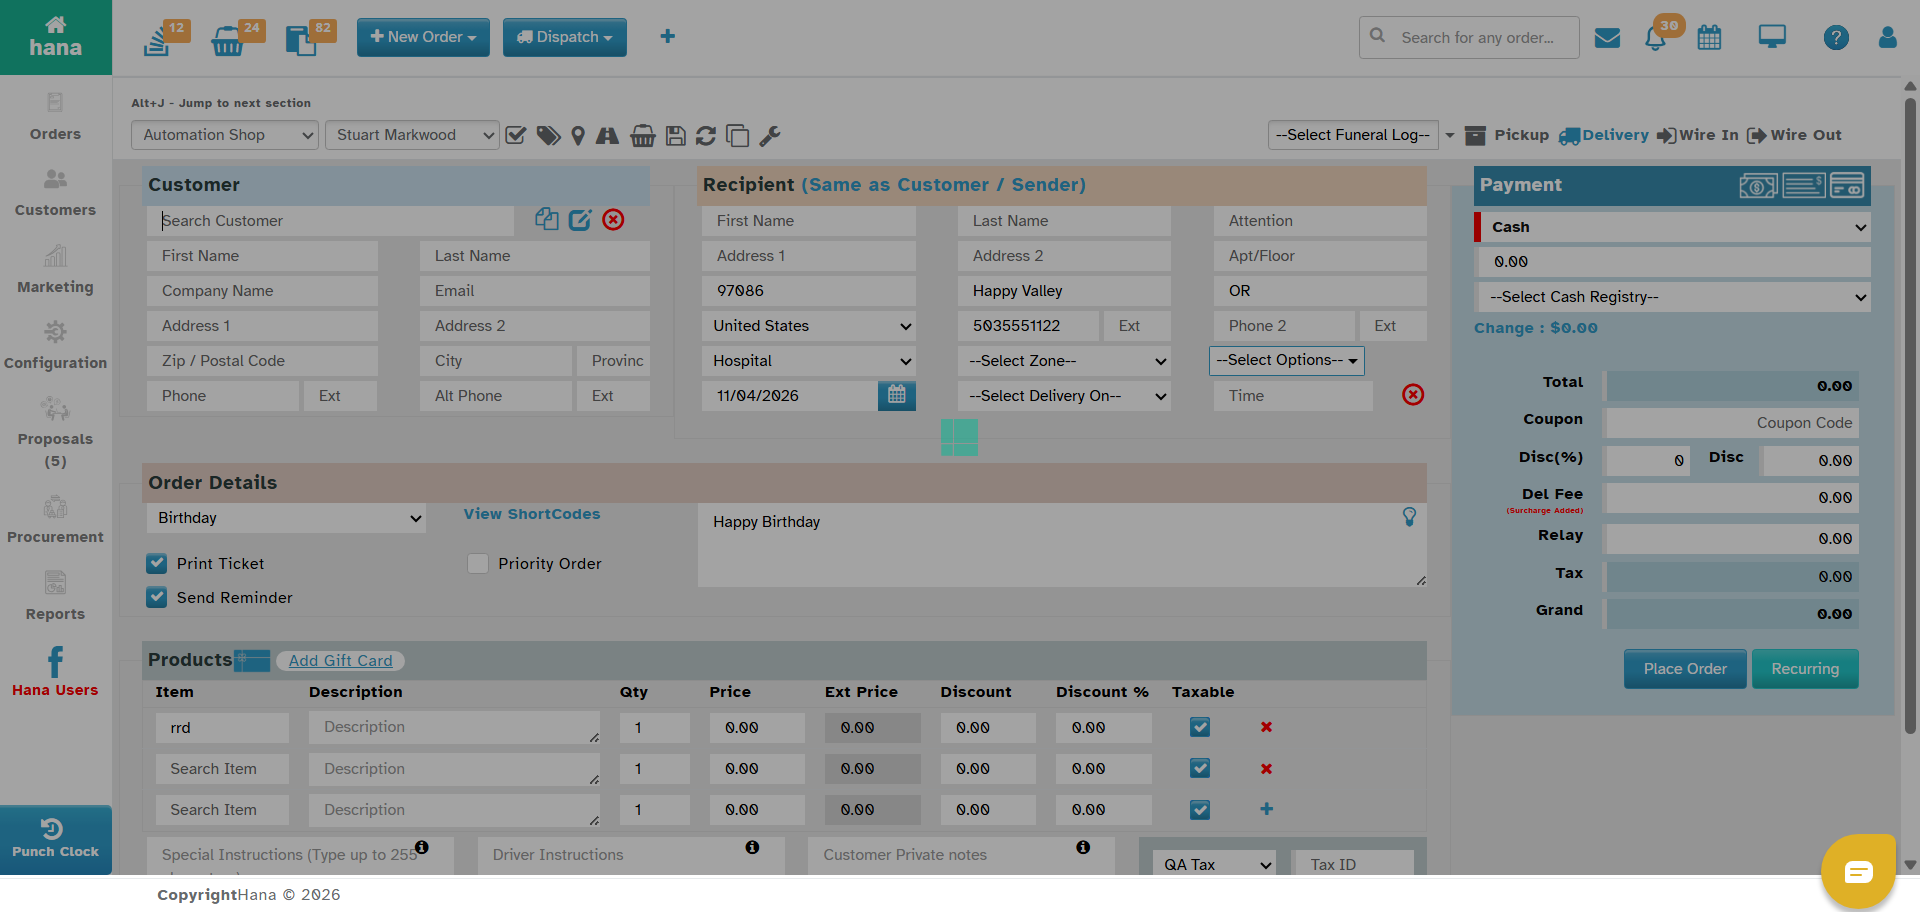 hana
12
24
82
New Order
Dispatch
Search for any order...
30
?
Alt+J - Jump to next section
Automation Shop
Stuart Markwood
--Select Funeral Log--
Pickup
Delivery
Wire In
Wire Out
Orders
Customers
Marketing
Configuration
Proposals
(5)
Procurement
Reports
Hana Users
Punch Clock
Customer
Search Customer
First Name Last Name
Company Name Email
Address 1 Address 2
Zip / Postal Code City Provinc
Phone Ext Alt Phone Ext
Recipient (Same as Customer / Sender)
First Name Last Name Attention
Address 1 Address 2 Apt/Floor
97086 Happy Valley OR
United States 5035551122 Ext Phone 2 Ext
Hospital --Select Zone-- --Select Options--
11/04/2026 --Select Delivery On-- Time
Payment
Cash
0.00
--Select Cash Registry--
Change : $0.00
Total 0.00
Coupon Coupon Code
Disc(%) 0 Disc 0.00
Del Fee 0.00
(Surcharge Added)
Relay 0.00
Tax 0.00
Grand 0.00
Place Order Recurring
Order Details
Birthday View ShortCodes Happy Birthday
Print Ticket Priority Order
Send Reminder
Products Add Gift Card
Item Description Qty Price Ext Price Discount Discount % Taxable
rrd Description 1 0.00 0.00 0.00 0.00
Search Item Description 1 0.00 0.00 0.00 0.00
Search Item Description 1 0.00 0.00 0.00 0.00
Special Instructions (Type up to 255 Driver Instructions Customer Private notes QA Tax Tax ID
CopyrightHana © 2026